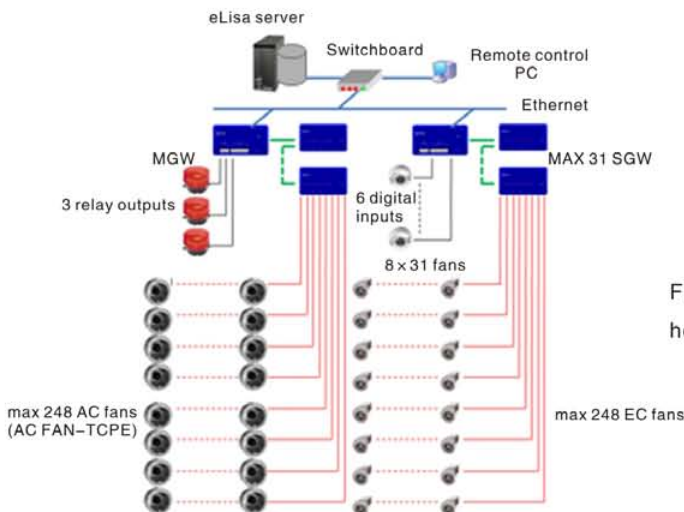 eLisa server
Switchboard
Remote control
PC
Ethernet
MGW
MAX 31 SGW
3 relay outputs
6 digital
inputs
8×31 fans
F
max 248 AC fans
(AC FAN–TCPE)
max 248 EC fans